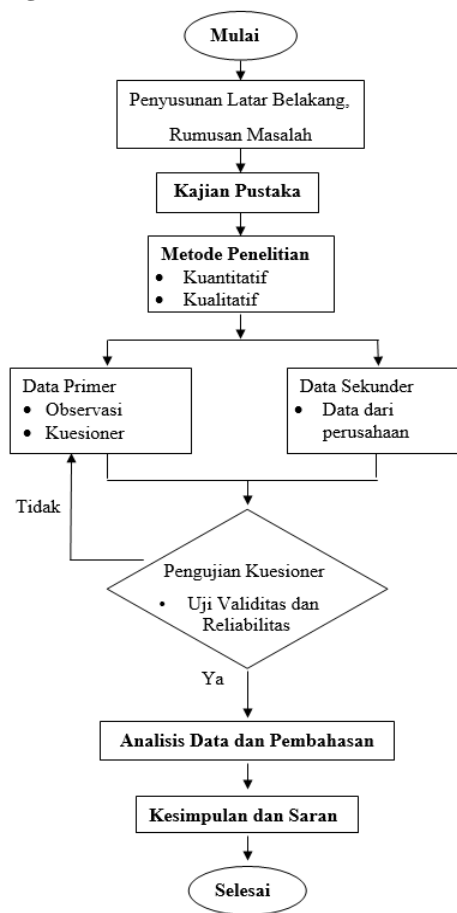 Mulai
Penyusunan Latar Belakang,
Rumusan Masalah
Kajian Pustaka
Metode Penelitian
• Kuantitatif
• Kualitatif
Data Primer
• Observasi
• Kuesioner
Data Sekunder
• Data dari
perusahaan
Tidak
Pengujian Kuesioner
• Uji Validitas dan
Reliabilitas
Ya
Analisis Data dan Pembahasan
Kesimpulan dan Saran
Selesai